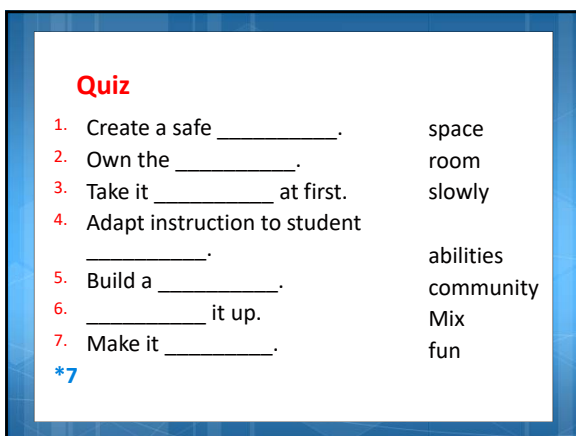 Quiz
1. Create a safe __________. space
2. Own the __________. room
3. Take it __________ at first. slowly
4. Adapt instruction to student
__________. abilities
5. Build a __________. community
6. __________ it up. Mix
7. Make it _________. fun
*7